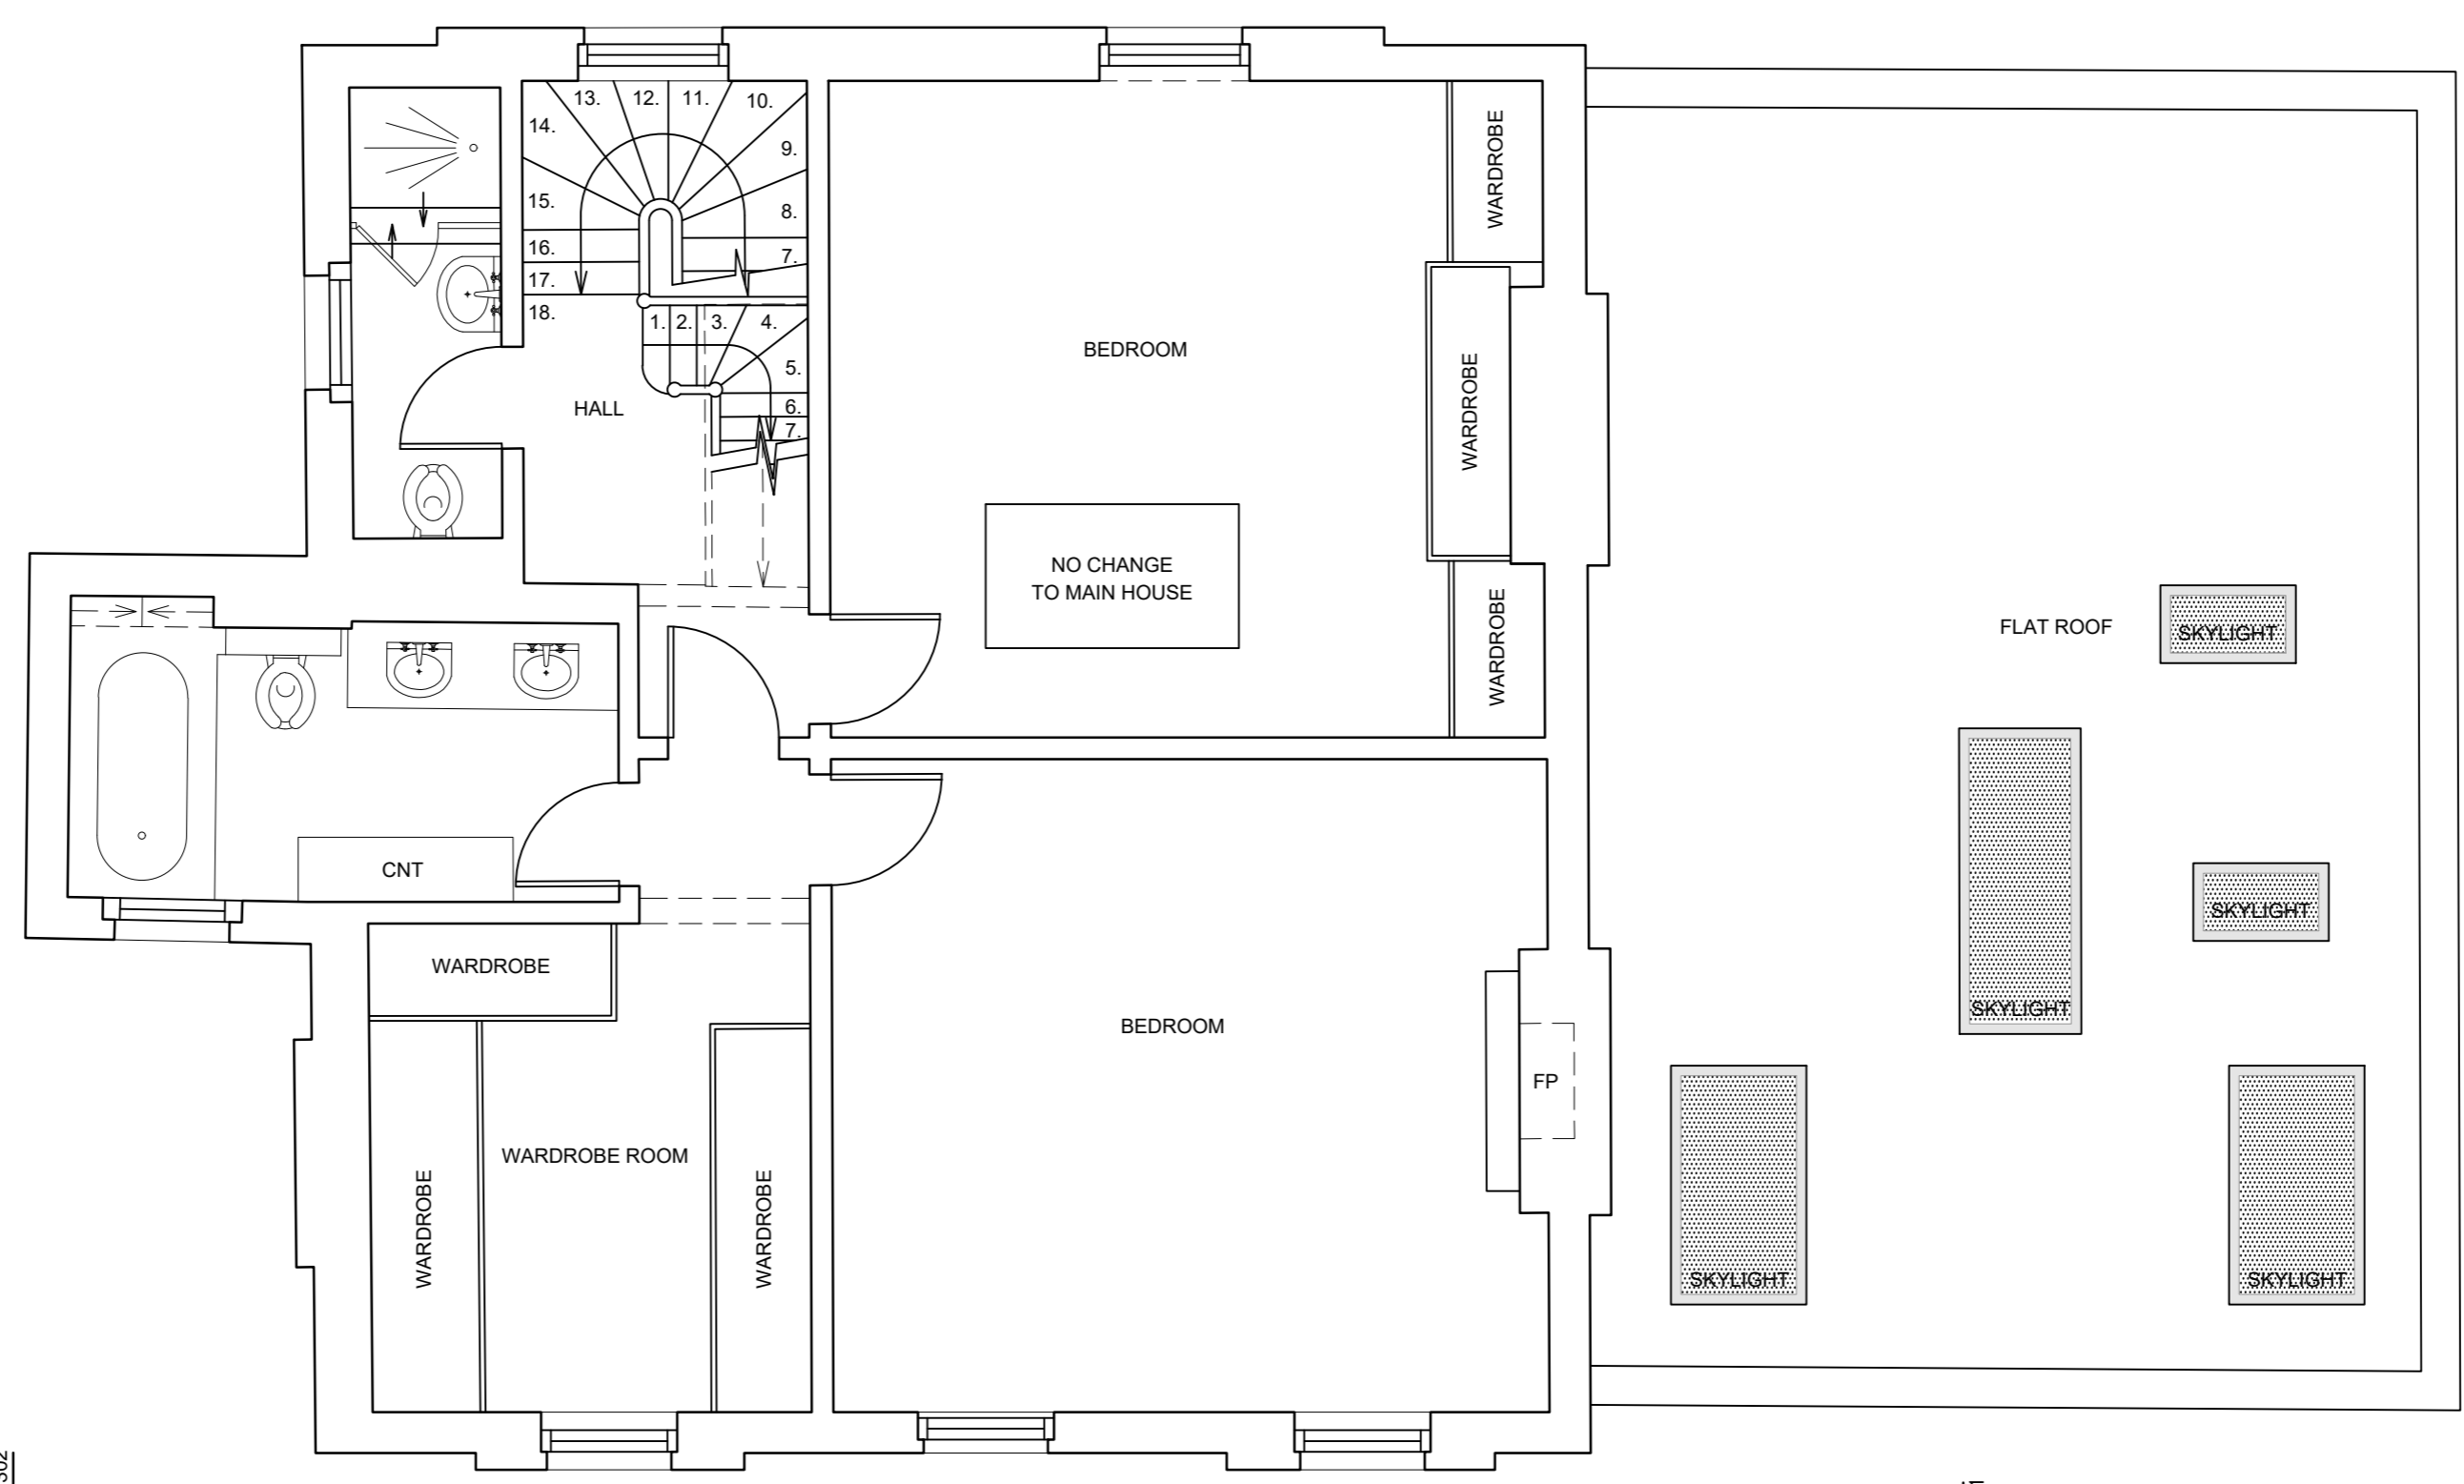 13.
12.
11.
10.
14.
9.
15.
8.
16.
7.
17.
18.
1.
2.
3.
4.
5.
6.
7.
HALL
BEDROOM
WARDROBE
WARDROBE
WARDROBE
NO CHANGE
TO MAIN HOUSE
FLAT ROOF
SKYLIGHT
SKYLIGHT
SKYLIGHT
SKYLIGHT
SKYLIGHT
CNT
WARDROBE
WARDROBE ROOM
WARDROBE
WARDROBE
BEDROOM
FP